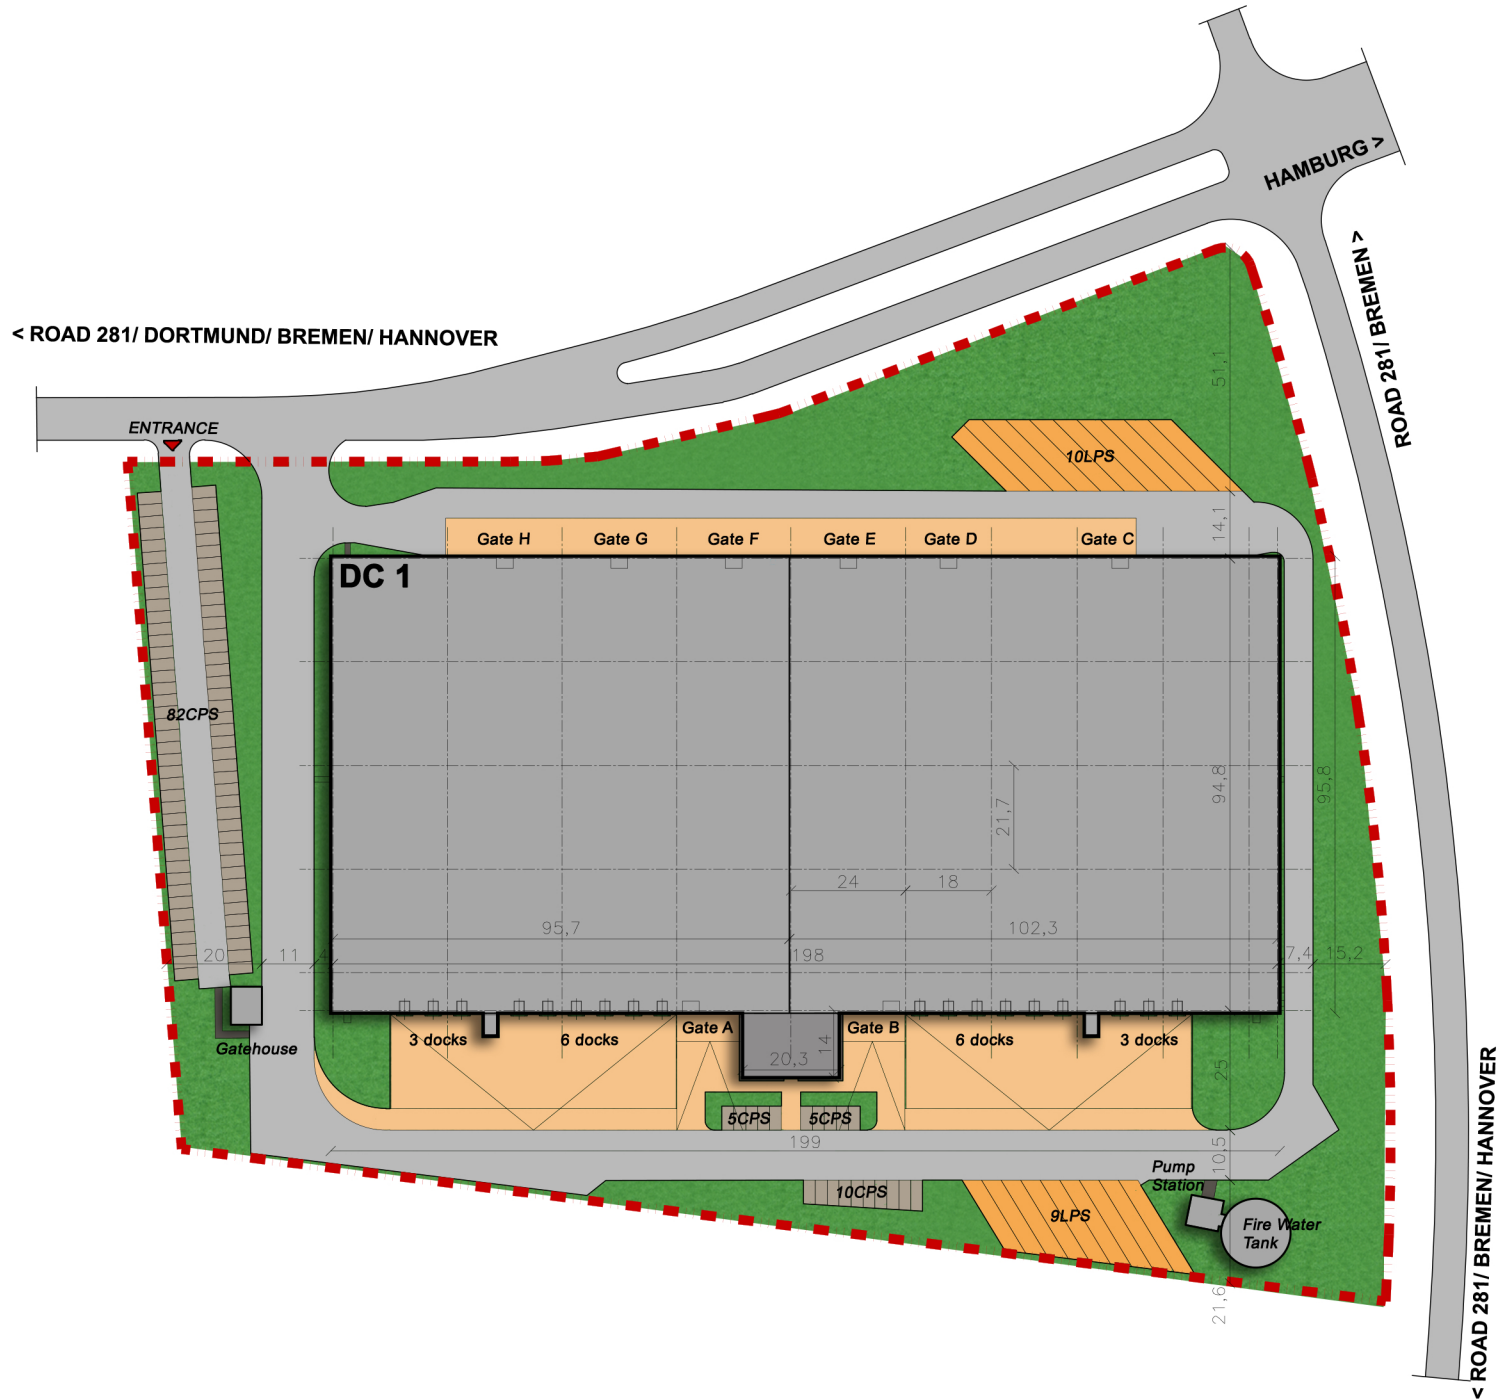 HAMBURG >
ROAD 281/ BREMEN >
< ROAD 281/ DORTMUND/ BREMEN/ HANNOVER
51,1
ENTRANCE
10LPS
14,1
Gate H
Gate G
Gate F
Gate E
Gate D
Gate C
DC 1
82CPS
94,8
95,8
21,7
24
18
95,7
102,3
20
11
4
198
7,4
15,2
Gatehouse
3 docks
6 docks
Gate A
Gate B
6 docks
3 docks
14
20,3
25
5CPS
5CPS
199
10,5
Pump
Station
10CPS
9LPS
Fire Water
Tank
21,6
< ROAD 281/ BREMEN/ HANNOVER